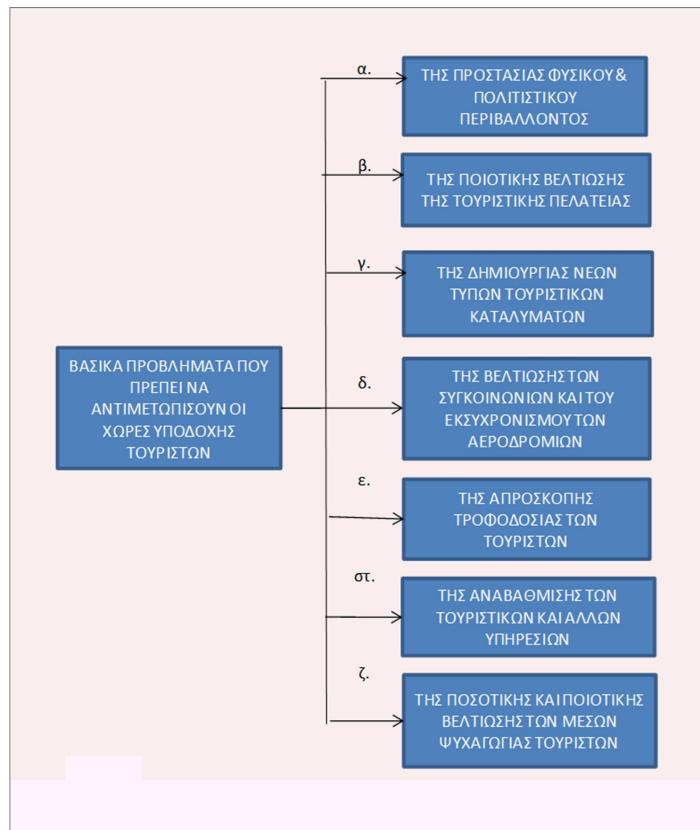 α.
ΤΗΣ ΠΡΟΣΤΑΣΙΑΣ ΦΥΣΙΚΟΥ &
ΠΟΛΙΤΙΣΤΙΚΟΥ
ΠΕΡΙΒΑΛΛΟΝΤΟΣ
β.
ΤΗΣ ΠΟΙΟΤΙΚΗΣ ΒΕΛΤΙΩΣΗΣ
ΤΗΣ ΤΟΥΡΙΣΤΙΚΗΣ ΠΕΛΑΤΕΙΑΣ
γ.
ΤΗΣ ΔΗΜΙΟΥΡΓΙΑΣ ΝΕΩΝ
ΤΥΠΩΝ ΤΟΥΡΙΣΤΙΚΩΝ
ΚΑΤΑΛΥΜΑΤΩΝ
ΒΑΣΙΚΑ ΠΡΟΒΛΗΜΑΤΑ ΠΟΥ
ΠΡΕΠΕΙ ΝΑ
ΑΝΤΙΜΕΤΩΠΙΣΟΥΝ ΟΙ
ΧΩΡΕΣ ΥΠΟΔΟΧΗΣ
ΤΟΥΡΙΣΤΩΝ
δ.
ΤΗΣ ΒΕΛΤΙΩΣΗΣ ΤΩΝ
ΣΥΓΚΟΙΝΩΝΙΩΝ ΚΑΙ ΤΟΥ
ΕΚΣΥΧΡΟΝΙΣΜΟΥ ΤΩΝ
ΑΕΡΟΔΡΟΜΙΩΝ
ε.
ΤΗΣ ΑΠΡΟΣΚΟΠΗΣ
ΤΡΟΦΟΔΟΣΙΑΣ ΤΩΝ
ΤΟΥΡΙΣΤΩΝ
στ.
ΤΗΣ ΑΝΑΒΑΘΜΙΣΗΣ ΤΩΝ
ΤΟΥΡΙΣΤΙΚΩΝ ΚΑΙ ΑΛΛΩΝ
ΥΠΗΡΕΣΙΩΝ
ζ.
ΤΗΣ ΠΟΣΟΤΙΚΗΣ ΚΑΙ ΠΟΙΟΤΙΚΗΣ
ΒΕΛΤΙΩΣΗΣ ΤΩΝ ΜΕΣΩΝ
ΨΥΧΑΓΩΓΙΑΣ ΤΟΥΡΙΣΤΩΝ